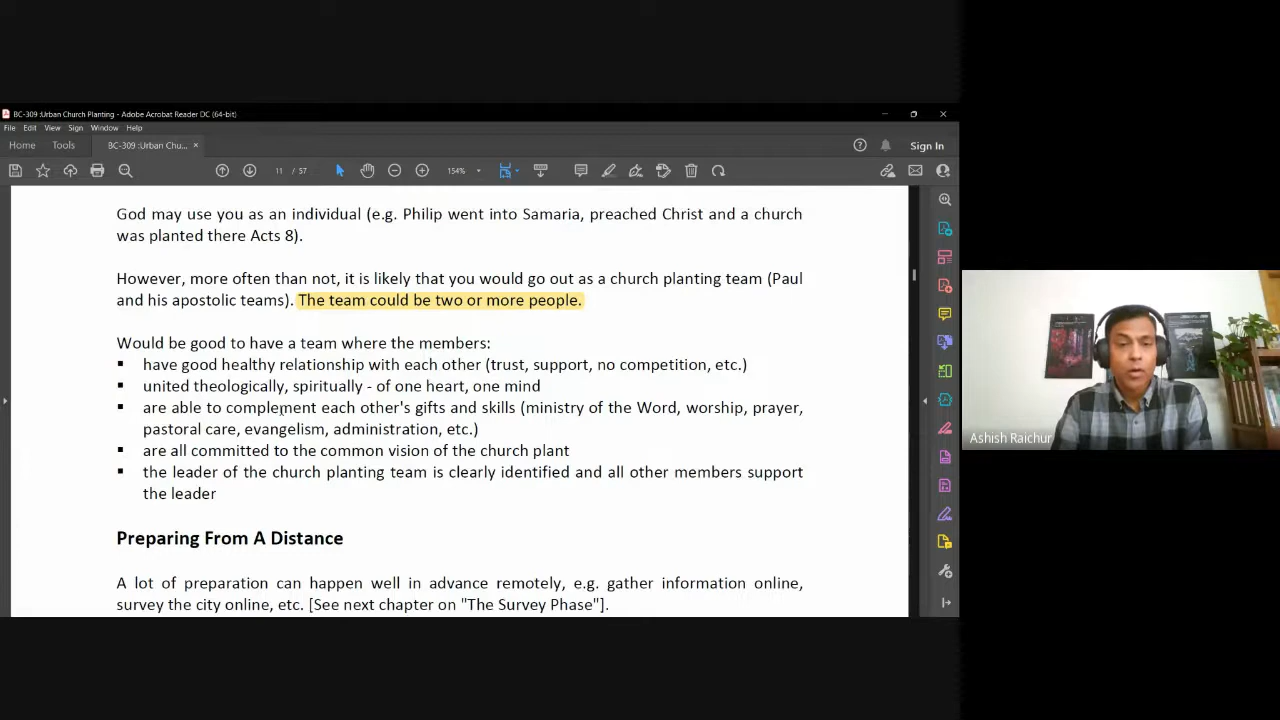 BC-309 :Urban Church Planting - Adobe Acrobat Reader DC (64-bit)
File Edit View Sign Window Help
Home Tools BC-309 :Urban Chu... × Sign In
11 / 57 154%
God may use you as an individual (e.g. Philip went into Samaria, preached Christ and a church
was planted there Acts 8).
However, more often than not, it is likely that you would go out as a church planting team (Paul
and his apostolic teams). The team could be two or more people.
Would be good to have a team where the members:
▪ have good healthy relationship with each other (trust, support, no competition, etc.)
▪ united theologically, spiritually - of one heart, one mind
▪ are able to complement each other's gifts and skills (ministry of the Word, worship, prayer,
pastoral care, evangelism, administration, etc.)
▪ are all committed to the common vision of the church plant
▪ the leader of the church planting team is clearly identified and all other members support
the leader
Preparing From A Distance
A lot of preparation can happen well in advance remotely, e.g. gather information online,
survey the city online, etc. [See next chapter on "The Survey Phase"].
Ashish Raichur